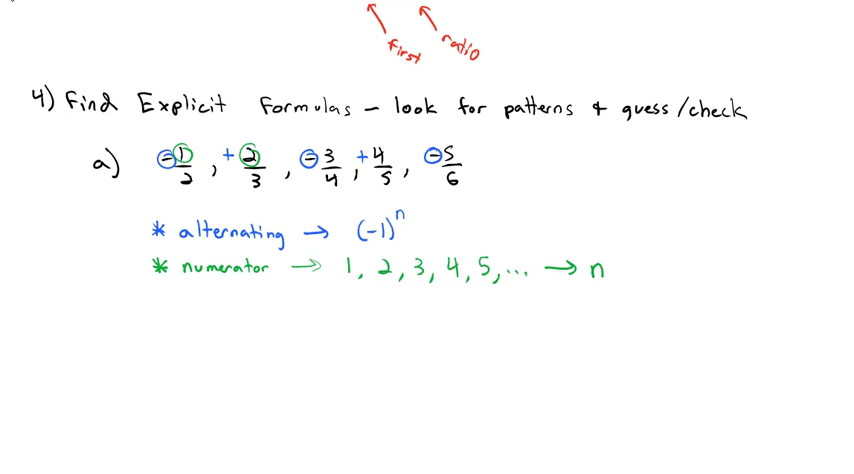 first ratio
4) Find Explicit Formulas – look for patterns & guess/check
a) -1/2, +2/3, -3/4, +4/5, -5/6
* alternating → (-1)^n
* numerator → 1, 2, 3, 4, 5, ... → n